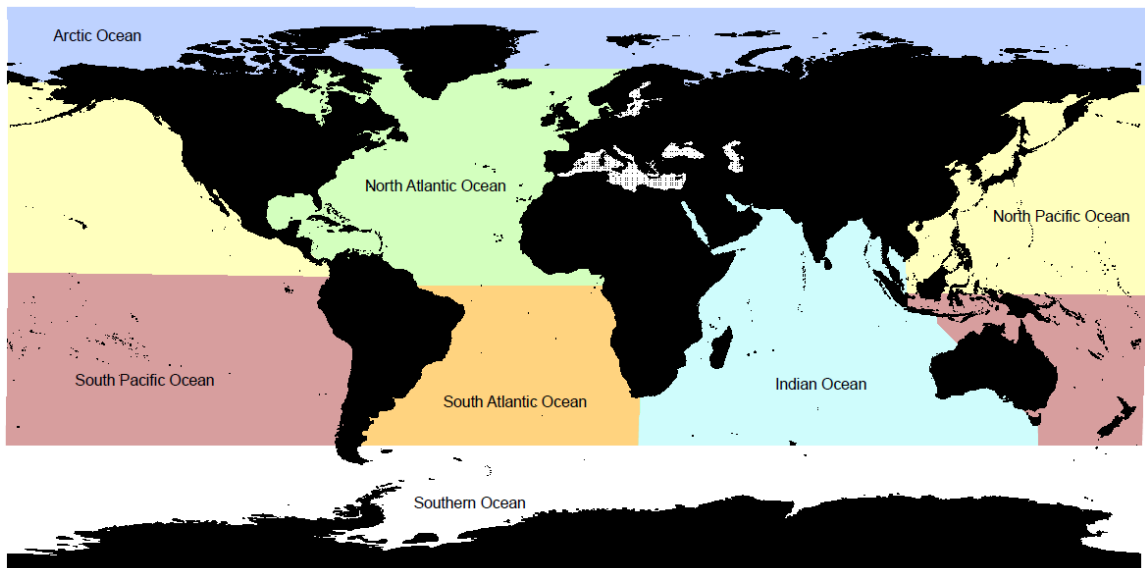 Arctic Ocean
North Atlantic Ocean
North Pacific Ocean
South Pacific Ocean
South Atlantic Ocean
Indian Ocean
Southern Ocean